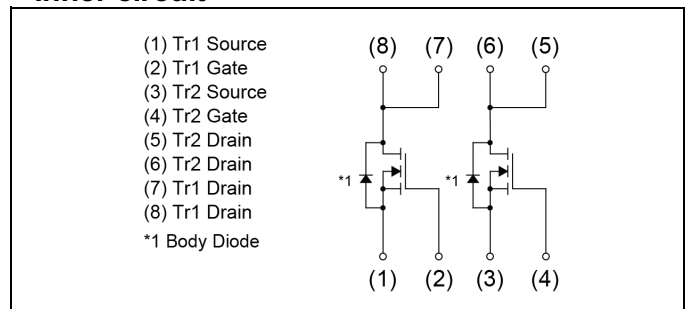 Inner circuit
(1) Tr1 Source
(2) Tr1 Gate
(3) Tr2 Source
(4) Tr2 Gate
(5) Tr2 Drain
(6) Tr2 Drain
(7) Tr1 Drain
(8) Tr1 Drain
*1 Body Diode
(8) (7) (6) (5)
*1 *1
(1) (2) (3) (4)